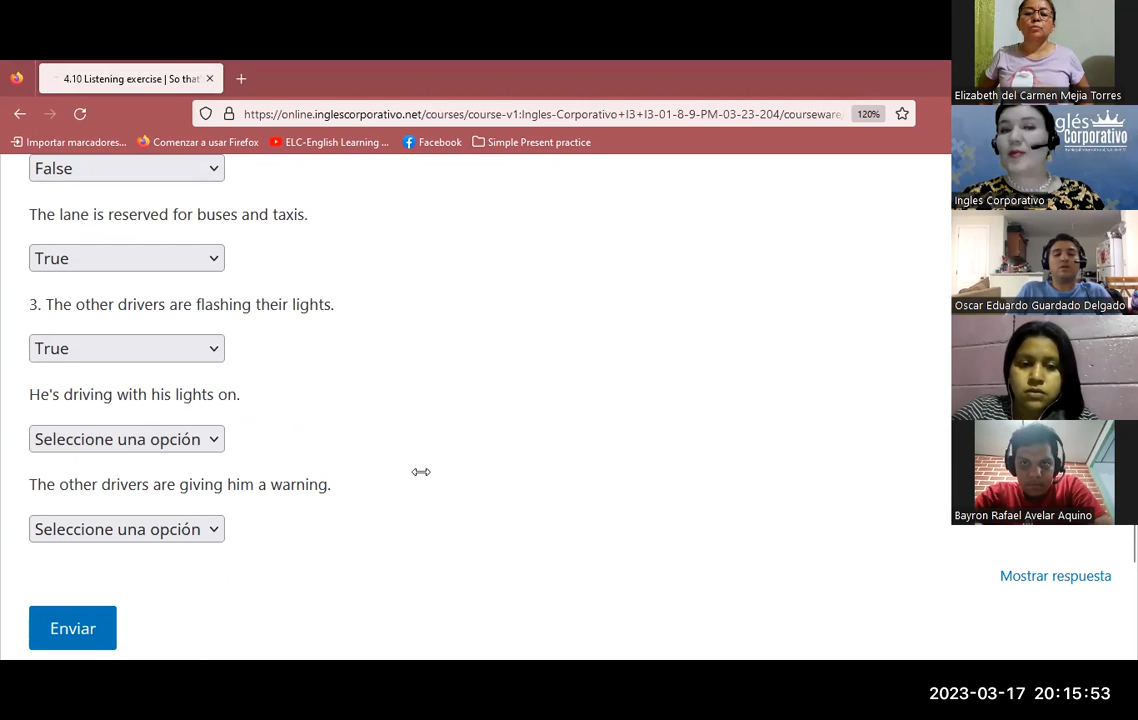 4.10 Listening exercise | So that
https://online.inglescorporativo.net/courses/course-v1:Ingles-Corporativo+I3+I3-01-8-9-PM-03-23-204/courseware/
120%
Importar marcadores...
Comenzar a usar Firefox
ELC-English Learning ...
Facebook
Simple Present practice
False
The lane is reserved for buses and taxis.
True
3. The other drivers are flashing their lights.
True
He's driving with his lights on.
Seleccione una opción
The other drivers are giving him a warning.
Seleccione una opción
Mostrar respuesta
Enviar
Elizabeth del Carmen Mejia Torres
glés
Corporativo
Ingles Corporativo
Oscar Eduardo Guardado Delgado
Bayron Rafael Avelar Aquino
2023-03-17 20:15:53